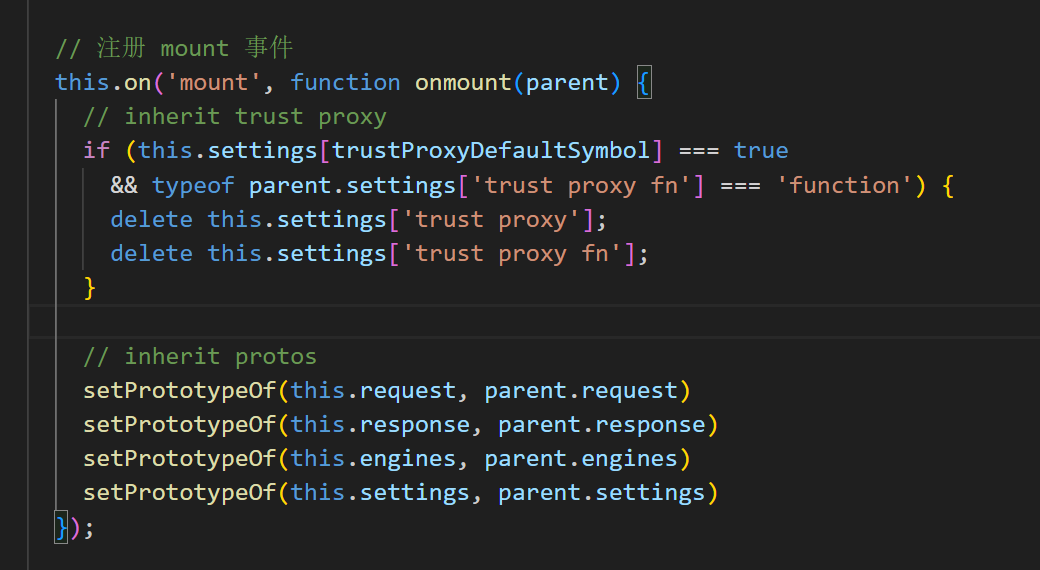 // 注册 mount 事件
this.on('mount', function onmount(parent) {
// inherit trust proxy
if (this.settings[trustProxyDefaultSymbol] === true
&& typeof parent.settings['trust proxy fn'] === 'function') {
delete this.settings['trust proxy'];
delete this.settings['trust proxy fn'];
}
// inherit protos
setPrototypeOf(this.request, parent.request)
setPrototypeOf(this.response, parent.response)
setPrototypeOf(this.engines, parent.engines)
setPrototypeOf(this.settings, parent.settings)
});